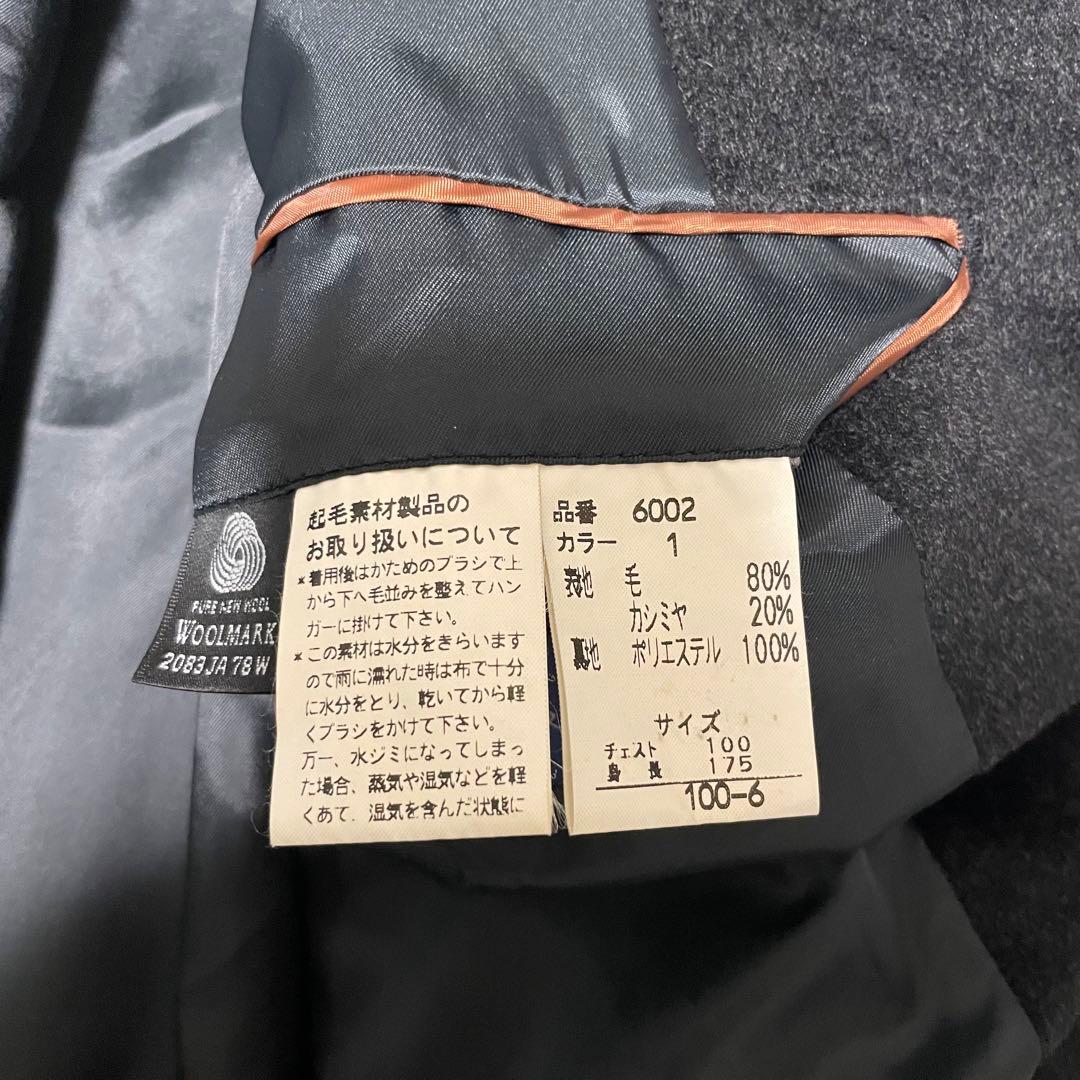 PURE NEW WOOL
WOOLMARK
2083JA 78W
起毛素材製品の
お取り扱いについて
*着用後はかためのブラシで上
から下へ毛並みを整えてハン
ガーに掛けて下さい。
*この素材は水分をきらいます
ので雨に濡れた時は布で十分
に水分をとり、乾いてから軽
くブラシをかけて下さい。
万一、水ジミになってしまっ
た場合、蒸気や湿気などを軽
くあて、湿気を含んだ状態に
品番 6002
カラー 1
表地 毛 80%
カシミヤ 20%
裏地 ポリエステル 100%
サイズ
チェスト 100
身長 175
100-6